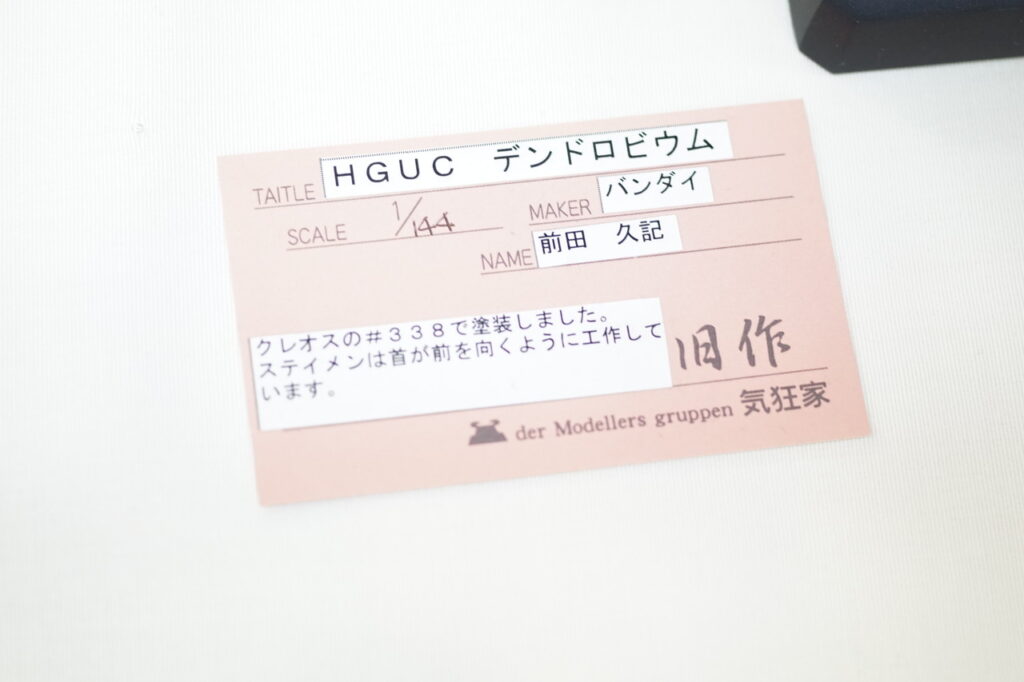 TAITLE HGUC デンドロビウム
SCALE 1/144 MAKER バンダイ
NAME 前田 久記
クレオスの#338で塗装しました。
ステイメンは首が前を向くように工作して
います。
旧作
der Modellers gruppen 気狂家